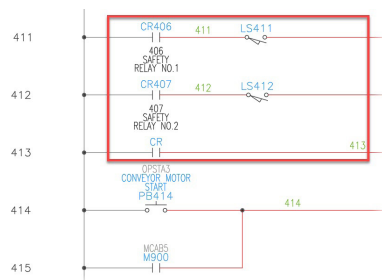 411
CR406
411
LS411
406
SAFETY
RELAY NO.1
412
CR407
412
LS412
407
SAFETY
RELAY NO.2
413
CR
413
OPSTA3
CONVEYOR MOTOR
START
PB414
414
414
MCAB5
M900
415